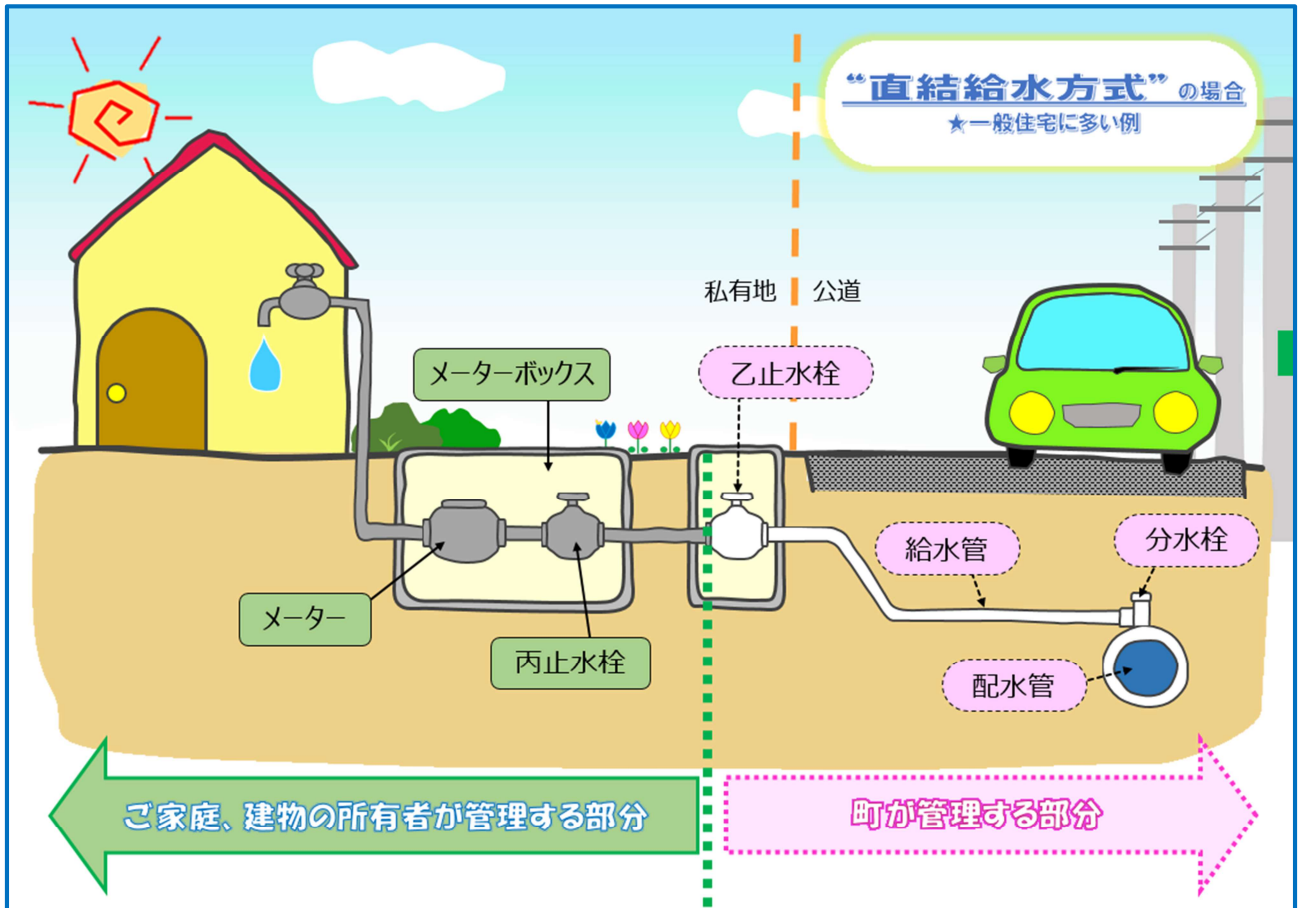 “直結給水方式” の場合
★一般住宅に多い例
私有地
公道
メーターボックス
乙止水栓
給水管
分水栓
メーター
丙止水栓
配水管
ご家庭、建物の所有者が管理する部分
町が管理する部分